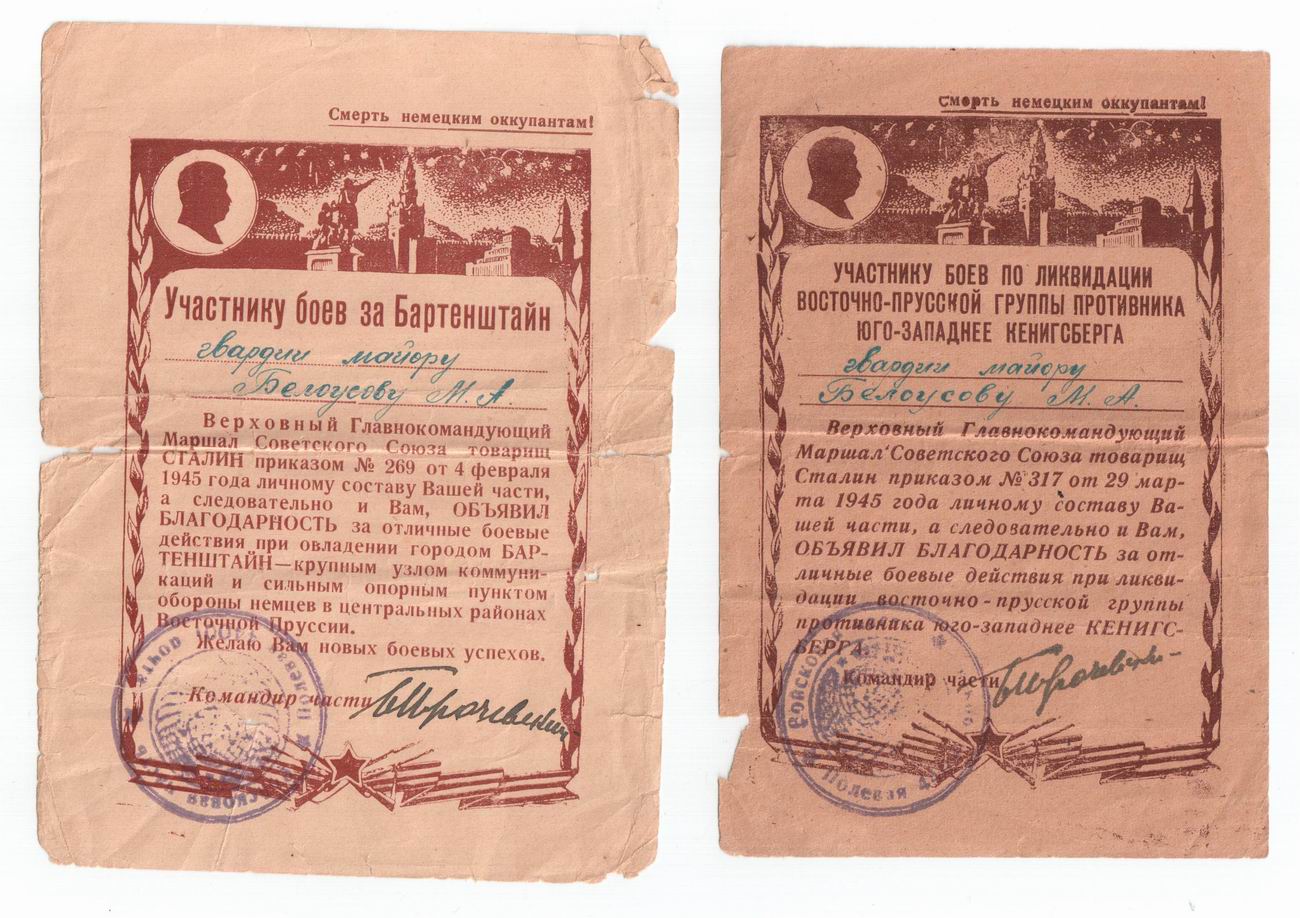 Смерть немецким оккупантам!
Участнику боев за Бартенштайн
гвардии майору
Белоусову М. А.
Верховный Главнокомандующий
Маршал Советского Союза товарищ
СТАЛИН приказом № 269 от 4 февраля
1945 года личному составу Вашей части,
а следовательно и Вам, ОБЪЯВИЛ
БЛАГОДАРНОСТЬ за отличные боевые
действия при овладении городом БАР-
ТЕНШТАЙН—крупным узлом коммуни-
каций и сильным опорным пунктом
обороны немцев в центральных районах
Восточной Пруссии.
Желаю Вам новых боевых успехов.
Командир части
Смерть немецким оккупантам!
УЧАСТНИКУ БОЕВ ПО ЛИКВИДАЦИИ
ВОСТОЧНО-ПРУССКОЙ ГРУППЫ ПРОТИВНИКА
ЮГО-ЗАПАДНЕЕ КЕНИГСБЕРГА
гвардии майору
Белоусову М. А.
Верховный Главнокомандующий
Маршал Советского Союза товарищ
Сталин приказом № 317 от 29 мар-
та 1945 года личному составу Ва-
шей части, а следовательно и Вам,
ОБЪЯВИЛ БЛАГОДАРНОСТЬ за от-
личные боевые действия при ликви-
дации восточно-прусской группы
противника юго-западнее КЕНИГС-
БЕРГА.
Командир части
Полевая